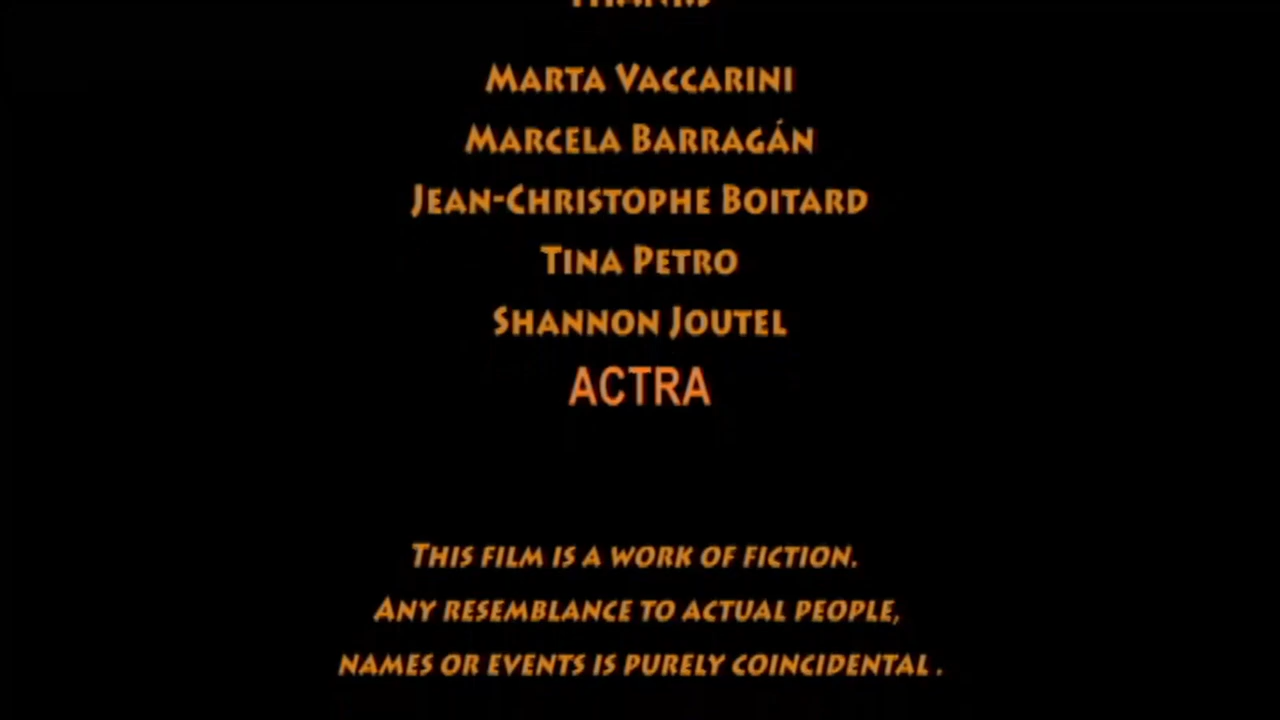 THANKS
MARTA VACCARINI
MARCELA BARRAGÁN
JEAN-CHRISTOPHE BOITARD
TINA PETRO
SHANNON JOUTEL
ACTRA
THIS FILM IS A WORK OF FICTION.
ANY RESEMBLANCE TO ACTUAL PEOPLE,
NAMES OR EVENTS IS PURELY COINCIDENTAL .